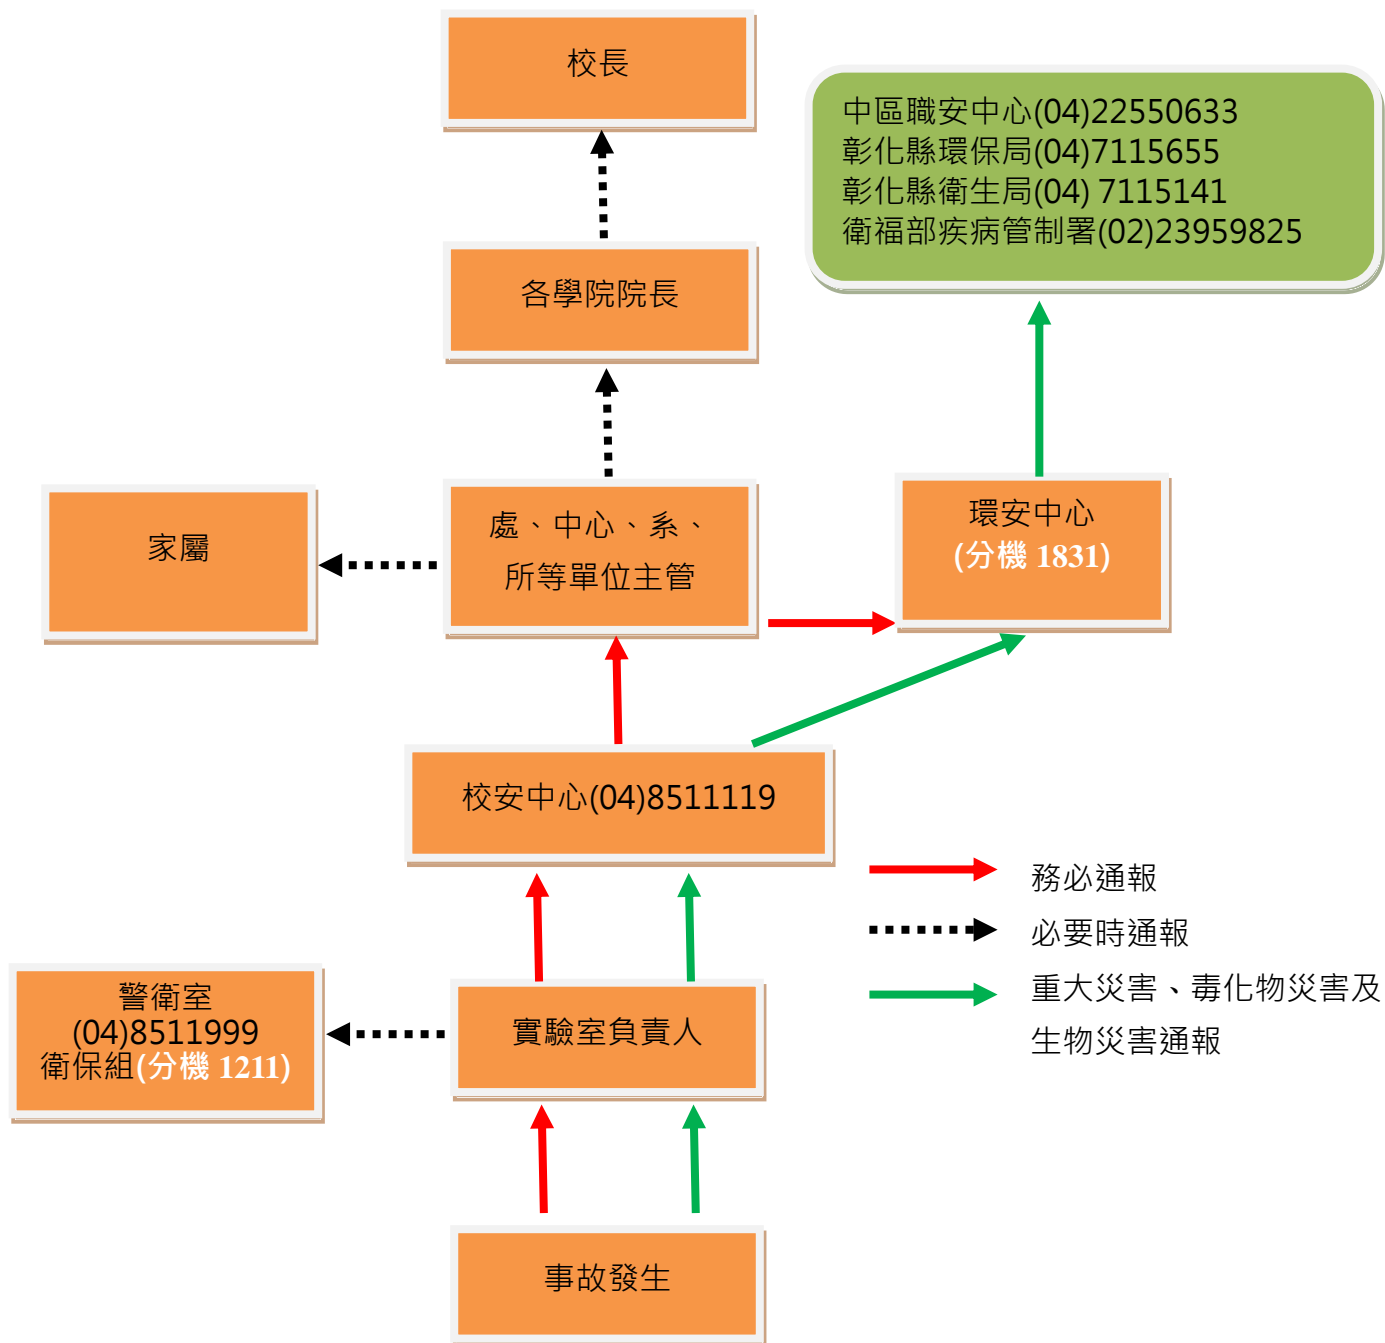 校長
中區職安中心(04)22550633
彰化縣環保局(04)7115655
彰化縣衛生局(04) 7115141
衛福部疾病管制署(02)23959825
各學院院長
家屬
處、中心、系、
所等單位主管
環安中心
(分機 1831)
校安中心(04)8511119
務必通報
必要時通報
重大災害、毒化物災害及
生物災害通報
警衛室
(04)8511999
衛保組(分機 1211)
實驗室負責人
事故發生